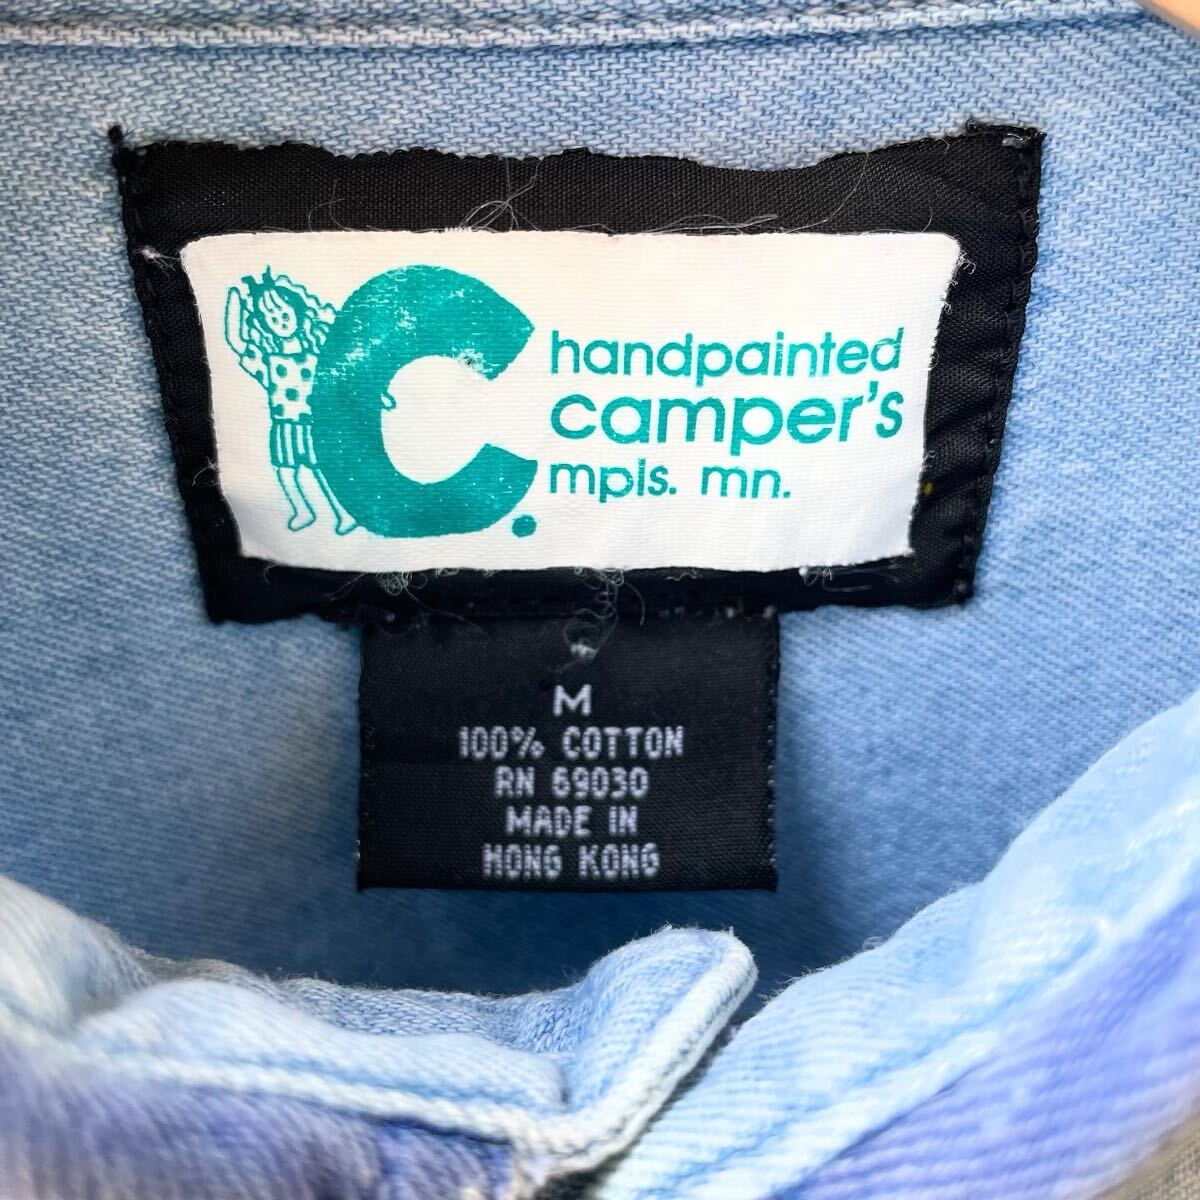 C.
handpainted
camper's
mpls. mn.
M
100% COTTON
RN 69030
MADE IN
HONG KONG